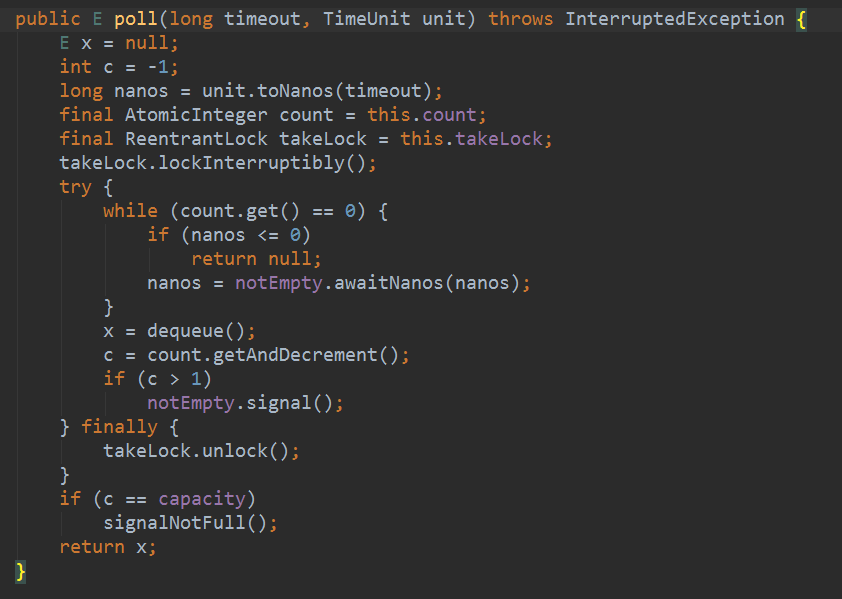 public E poll(long timeout, TimeUnit unit) throws InterruptedException {
    E x = null;
    int c = -1;
    long nanos = unit.toNanos(timeout);
    final AtomicInteger count = this.count;
    final ReentrantLock takeLock = this.takeLock;
    takeLock.lockInterruptibly();
    try {
        while (count.get() == 0) {
            if (nanos <= 0)
                return null;
            nanos = notEmpty.awaitNanos(nanos);
        }
        x = dequeue();
        c = count.getAndDecrement();
        if (c > 1)
            notEmpty.signal();
    } finally {
        takeLock.unlock();
    }
    if (c == capacity)
        signalNotFull();
    return x;
}